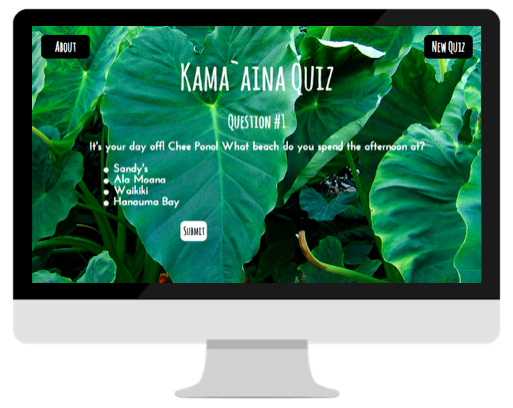 About
New Quiz
Kama`aina Quiz
Question #1
It's your day off! Chee Pono! What beach do you spend the afternoon at?
Sandy's
Ala Moana
Waikiki
Hanauma Bay
Submit